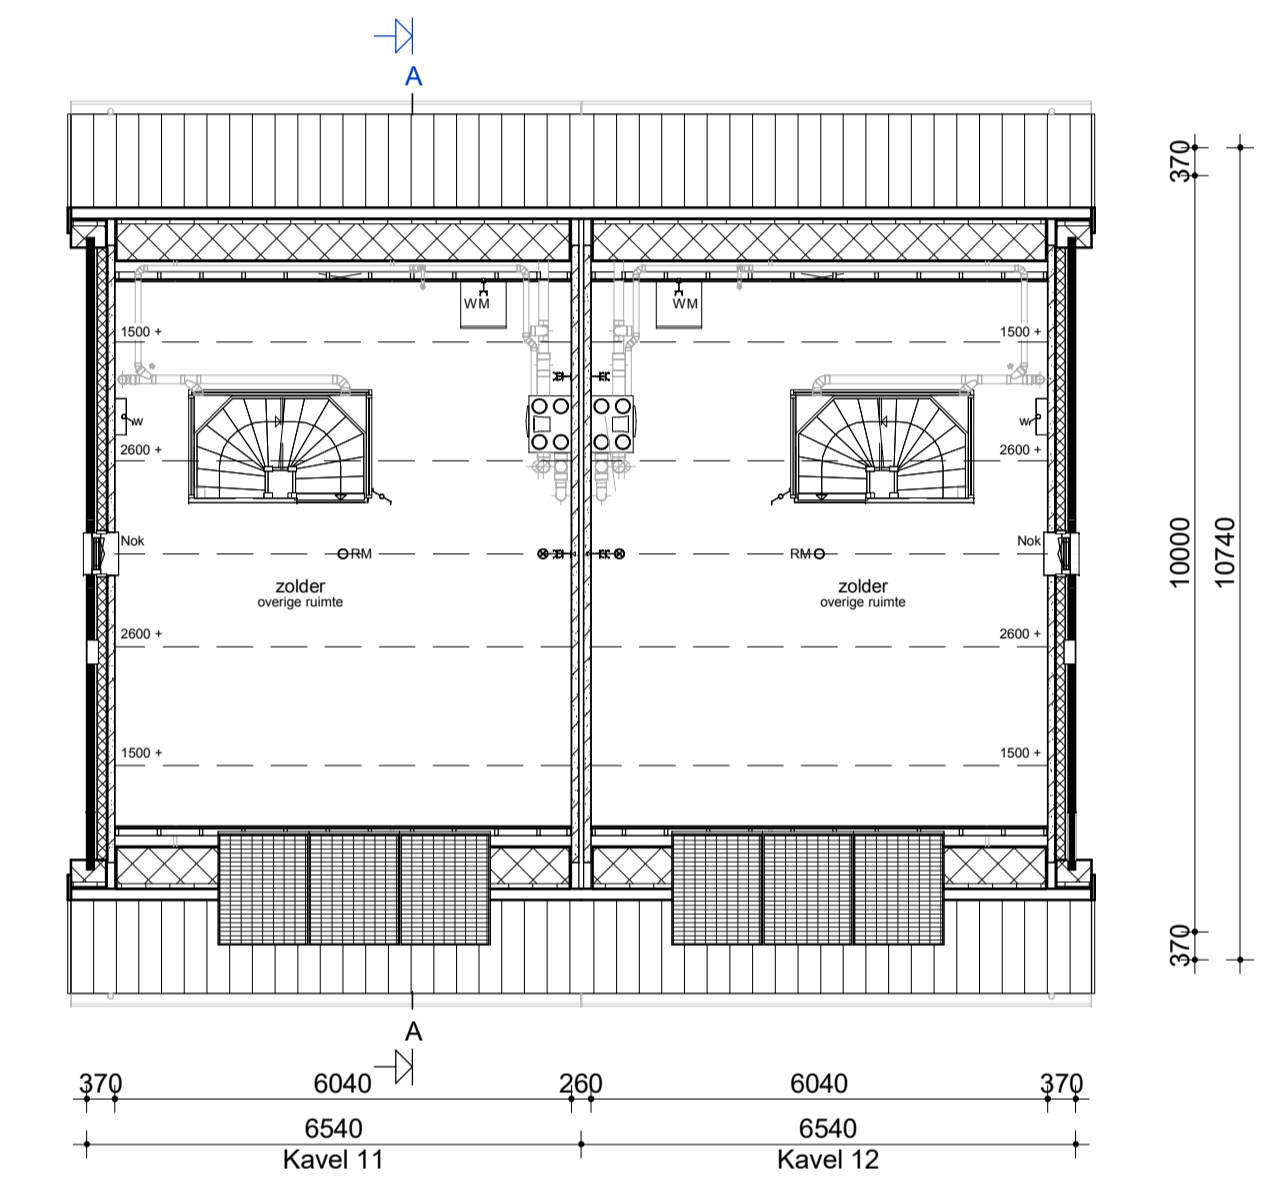 A
370
WM
WM
1500 +
1500 +
w
w
2600 +
2600 +
Nok
Nok
RM
RM
10000
10740
zolder
overige ruimte
zolder
overige ruimte
2600 +
2600 +
1500 +
1500 +
370
A
370
6040
260
6040
370
6540
6540
Kavel 11
Kavel 12